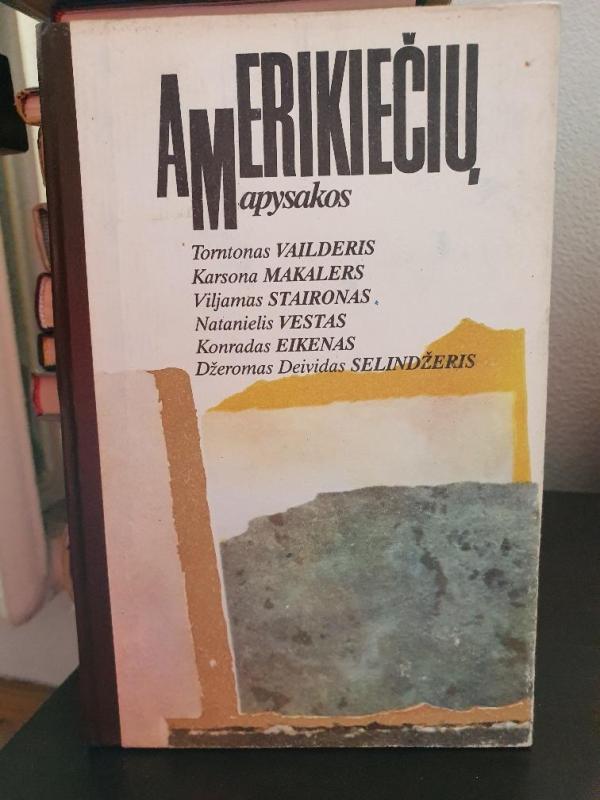 AMERIKIEČIŲ
apysakos
Torntonas VAILDERIS
Karsona MAKALERS
Viljamas STAIRONAS
Natanielis VESTAS
Konradas EIKENAS
Džeromas Deividas SELINDŽERIS